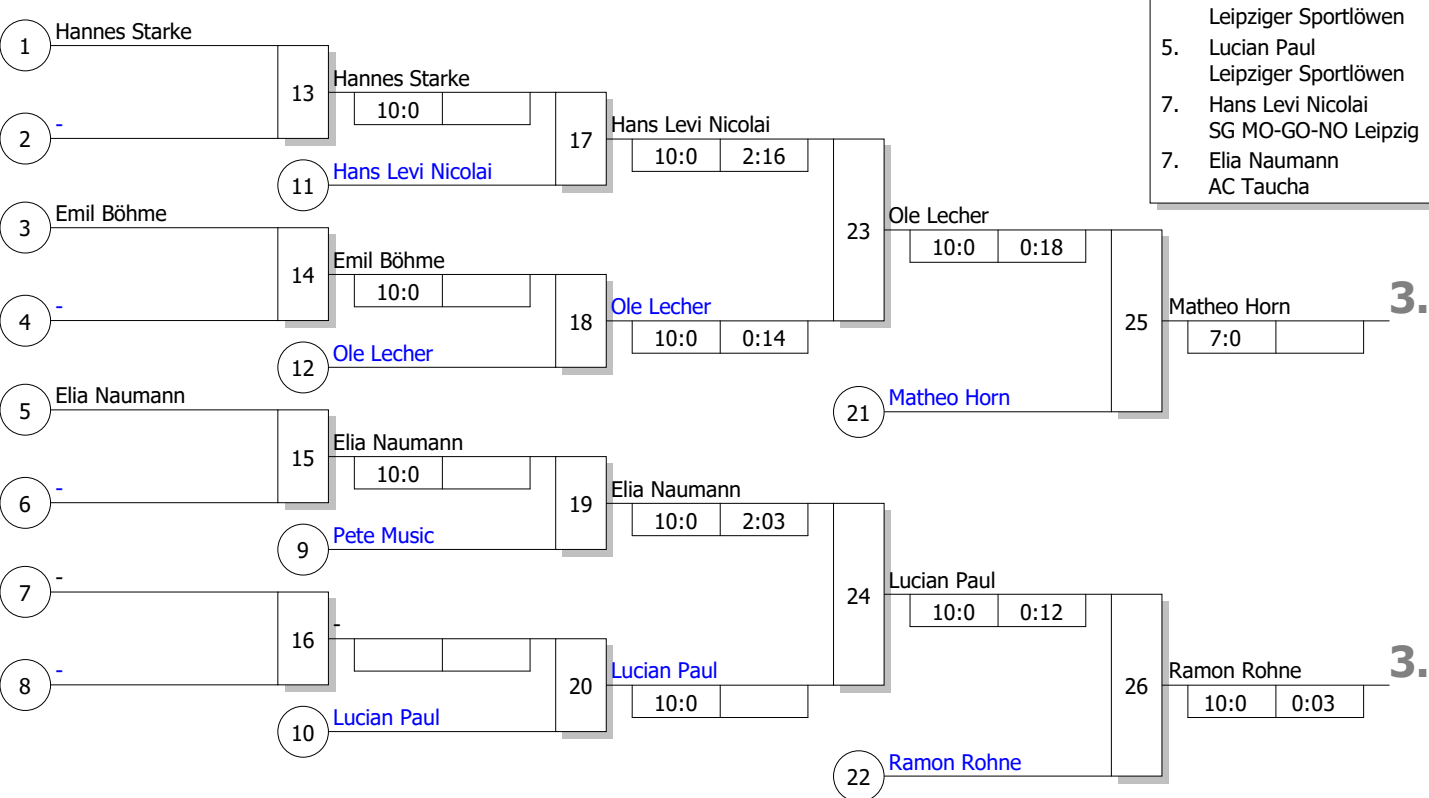 Leipziger Sportlöwen
5. Lucian Paul
Leipziger Sportlöwen
7. Hans Levi Nicolai
SG MO-GO-NO Leipzig
7. Elia Naumann
AC Taucha
1 Hannes Starke
2 -
13 Hannes Starke
10:0
11 Hans Levi Nicolai
17 Hans Levi Nicolai
10:0 2:16
3 Emil Böhme
4 -
14 Emil Böhme
10:0
12 Ole Lecher
18 Ole Lecher
10:0 0:14
23 Ole Lecher
10:0 0:18
21 Matheo Horn
25 Matheo Horn
7:0
3.
5 Elia Naumann
6 -
15 Elia Naumann
10:0
9 Pete Music
19 Elia Naumann
10:0 2:03
7 -
8 -
16 -
10 Lucian Paul
20 Lucian Paul
10:0
24 Lucian Paul
10:0 0:12
22 Ramon Rohne
26 Ramon Rohne
10:0 0:03
3.